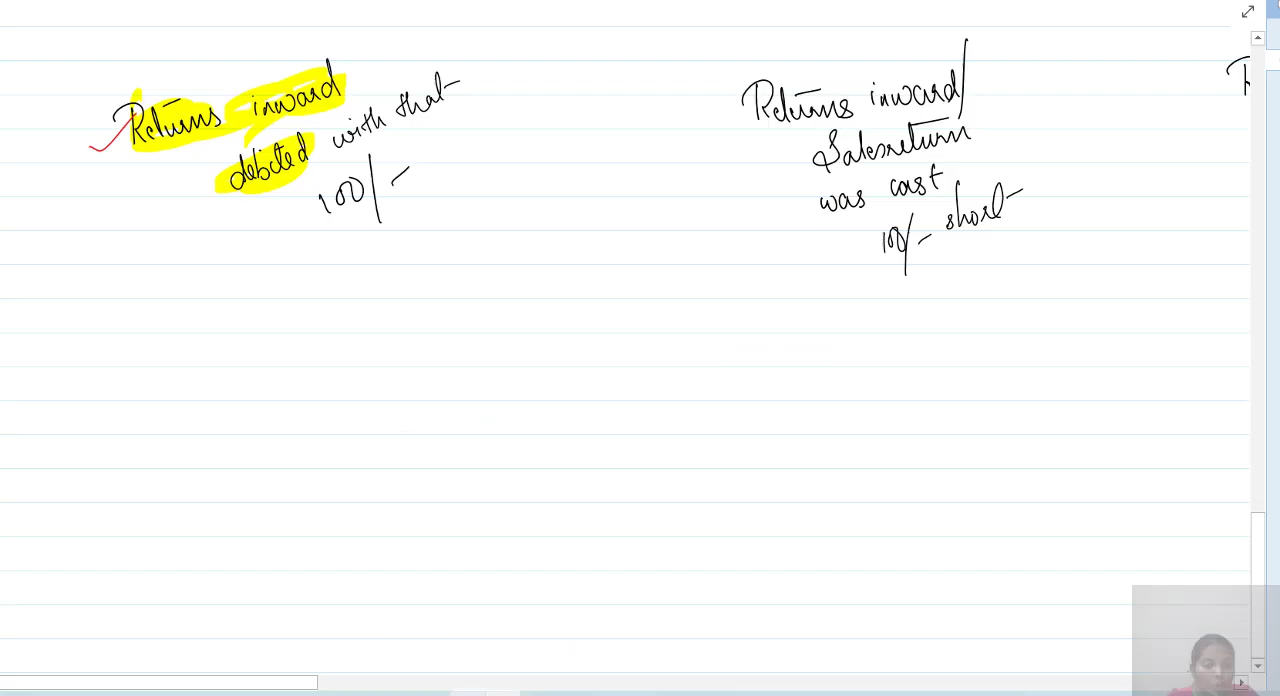 Returns inward
debited with that
100/-
Returns inward/
Salesreturn
was cast
100/- short
R